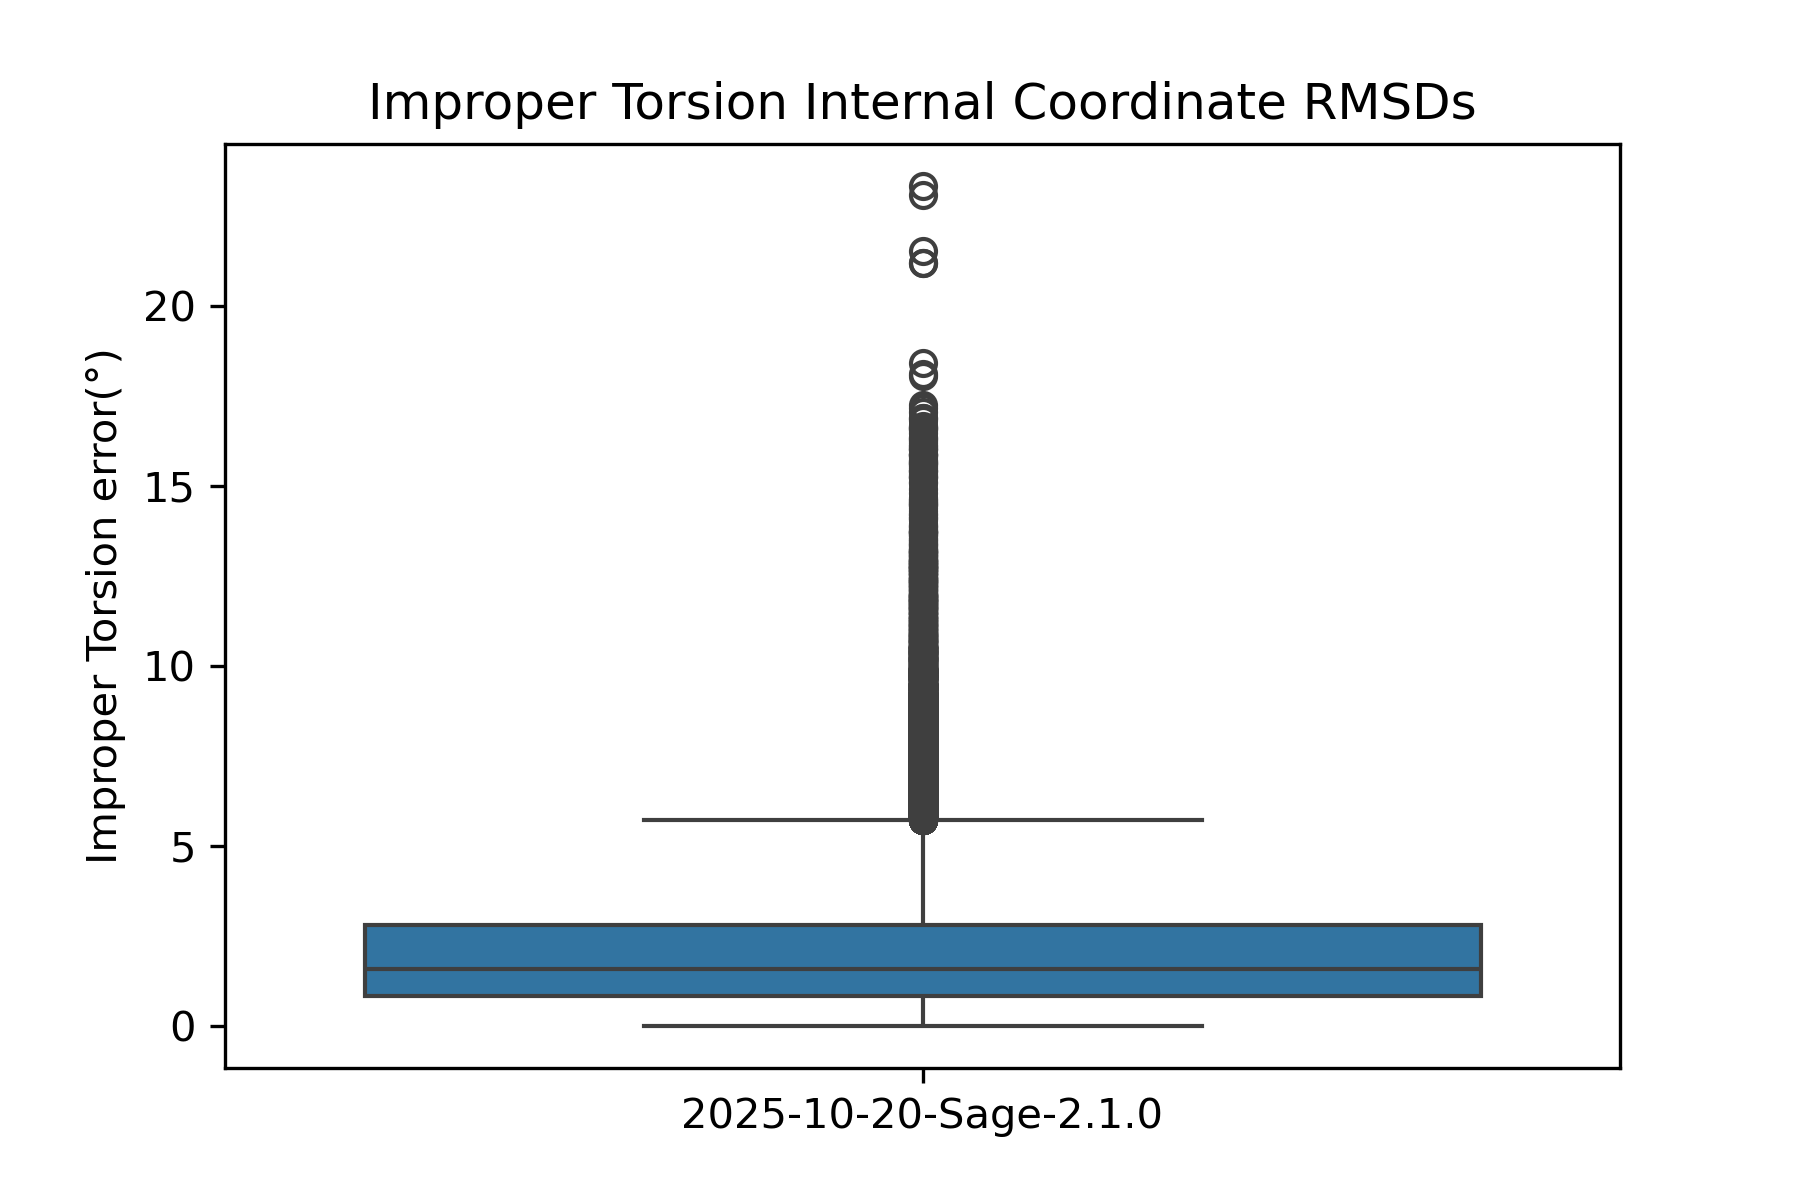 Improper Torsion Internal Coordinate RMSDs
Improper Torsion error(°)
20
15
10
5
0
2025-10-20-Sage-2.1.0